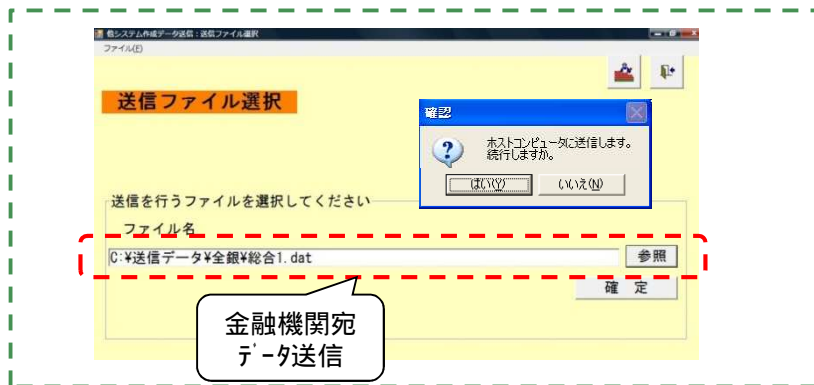 他システム作成データ送信:送信ファイル選択
ファイル(F)
送信ファイル選択
確認
ホストコンピュータに送信します。
続行しますか。
はい(Y)
いいえ(N)
送信を行うファイルを選択してください
ファイル名
C:¥送信データ¥全銀¥総合1.dat
参照
確 定
金融機関宛
ﾃﾞｰﾀ送信